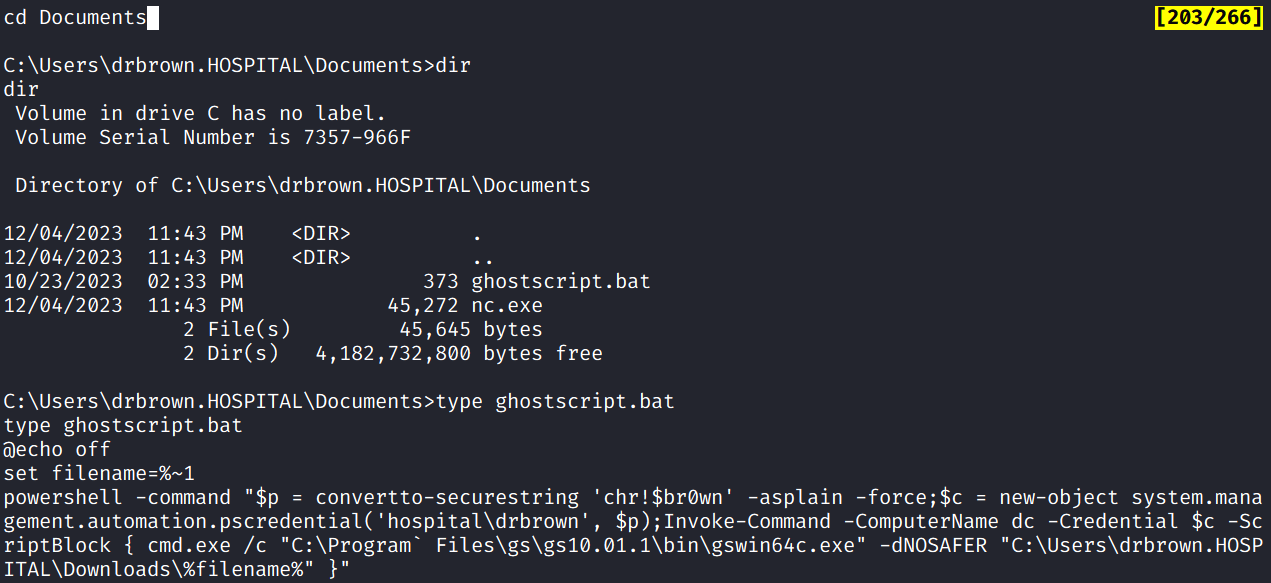 cd Documents [203/266]
C:\Users\drbrown.HOSPITAL\Documents>dir
dir
 Volume in drive C has no label.
 Volume Serial Number is 7357-966F
 Directory of C:\Users\drbrown.HOSPITAL\Documents
12/04/2023  11:43 PM    <DIR>          .
12/04/2023  11:43 PM    <DIR>          ..
10/23/2023  02:33 PM               373 ghostscript.bat
12/04/2023  11:43 PM            45,272 nc.exe
               2 File(s)         45,645 bytes
               2 Dir(s)   4,182,732,800 bytes free
C:\Users\drbrown.HOSPITAL\Documents>type ghostscript.bat
type ghostscript.bat
@echo off
set filename=%~1
powershell -command "$p = convertto-securestring 'chr!$br0wn' -asplain -force;$c = new-object system.mana
gement.automation.pscredential('hospital\drbrown', $p);Invoke-Command -ComputerName dc -Credential $c -Sc
riptBlock { cmd.exe /c "C:\Program` Files\gs\gs10.01.1\bin\gswin64c.exe" -dNOSAFER "C:\Users\drbrown.HOSP
ITAL\Downloads\%filename%" }"